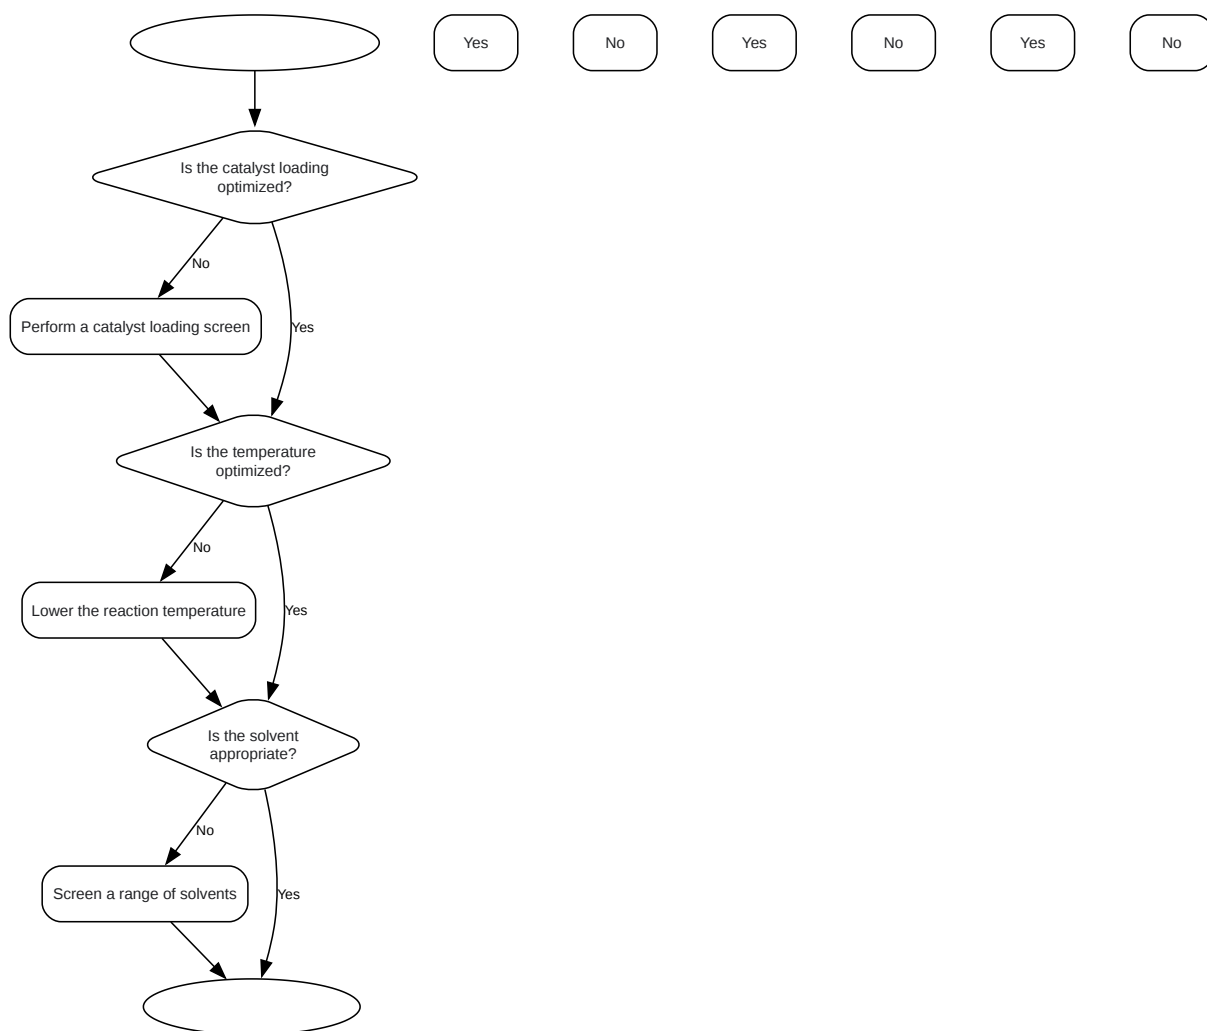 Yes
No
Yes
No
Yes
No
Is the catalyst loading
optimized?
No
Perform a catalyst loading screen
Yes
Is the temperature
optimized?
No
Lower the reaction temperature
Yes
Is the solvent
appropriate?
No
Screen a range of solvents
Yes